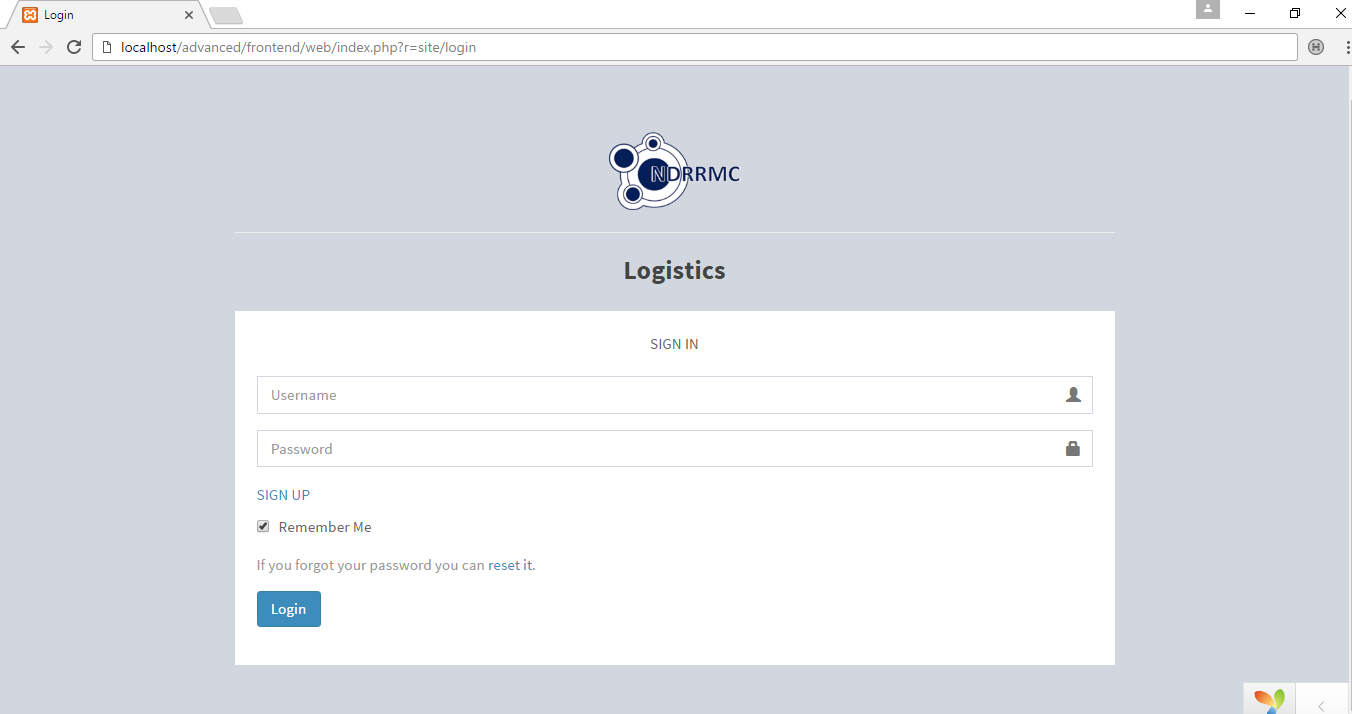 Login
localhost/advanced/frontend/web/index.php?r=site/login
NDRRMC
Logistics
SIGN IN
Username
Password
SIGN UP
Remember Me
If you forgot your password you can reset it.
Login